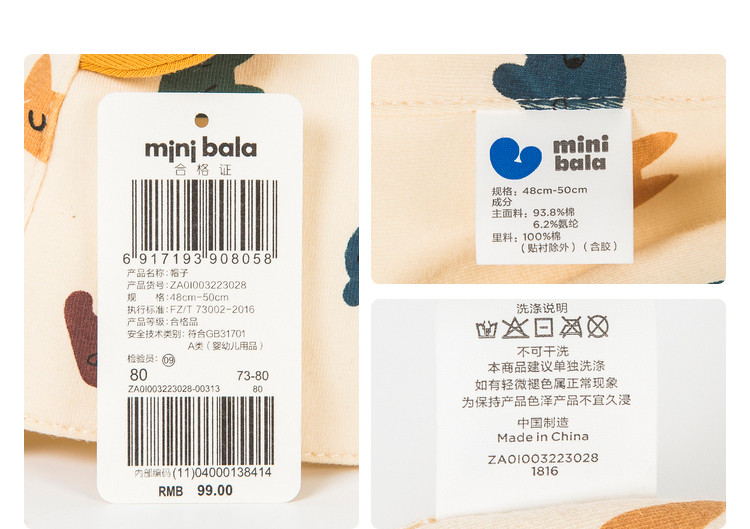 mini bala
合格证
6 917193 908058
产品名称:帽子
产品货号:ZA0I003223028
规 格:48cm-50cm
执行标准:FZ/T 73002-2016
产品等级:合格品
安全技术类别:符合GB31701
A类(婴幼儿用品)
检验员:09
80 73-80
ZA0I003223028-00313 80
内部编码(11)04000138414
RMB 99.00
mini
bala
规格:48cm-50cm
成分
主面料:93.8%棉
6.2%氨纶
里料:100%棉
(贴衬除外)(含胶)
洗涤说明
不可干洗
本商品建议单独洗涤
如有轻微褪色属正常现象
为保持产品色泽产品不宜久浸
中国制造
Made in China
ZA0I003223028
1816